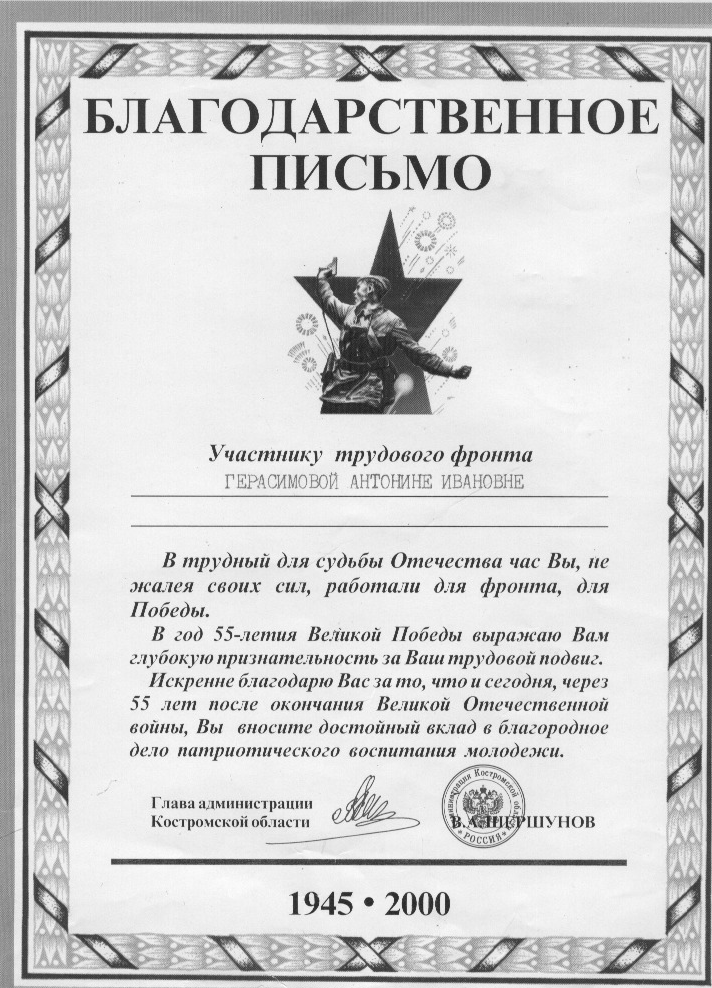 БЛАГОДАРСТВЕННОЕ
ПИСЬМО
Участнику трудового фронта
ГЕРАСИМОВОЙ АНТОНИНЕ ИВАНОВНЕ
В трудный для судьбы Отечества час Вы, не
жалея своих сил, работали для фронта, для
Победы.
В год 55-летия Великой Победы выражаю Вам
глубокую признательность за Ваш трудовой подвиг.
Искренне благодарю Вас за то, что и сегодня, через
55 лет после окончания Великой Отечественной
войны, Вы вносите достойный вклад в благородное
дело патриотического воспитания молодежи.
Глава администрации
Костромской области
В.А.ШЕРШУНОВ
Администрация Костромской области
* РОССИЯ *
1945 • 2000